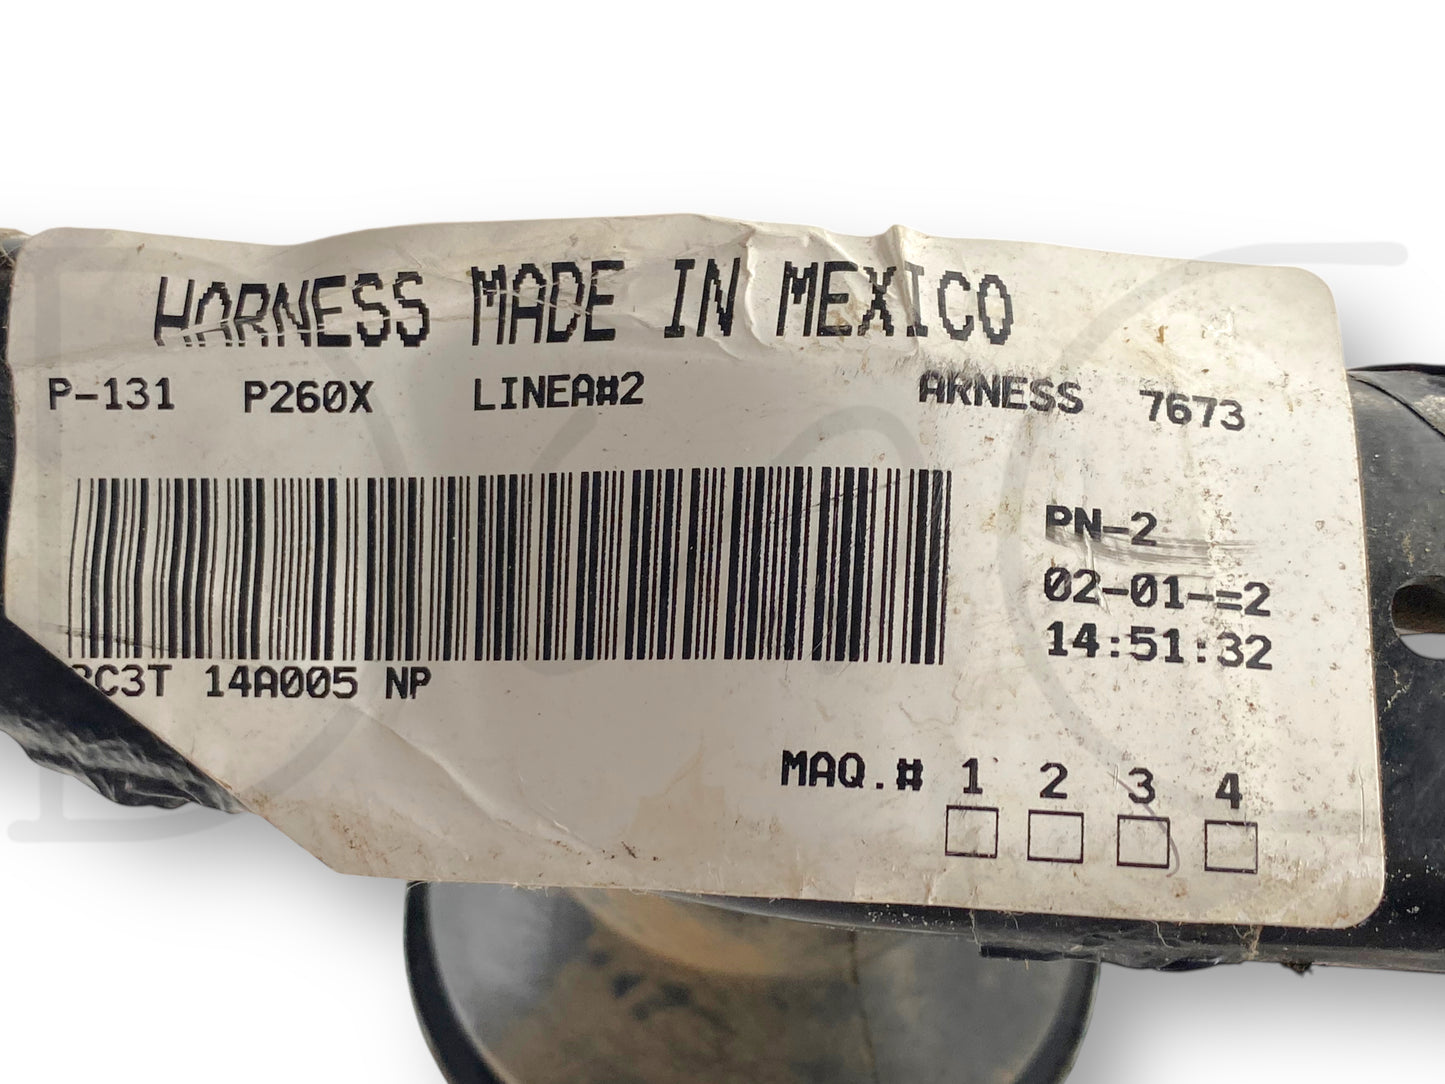 HARNESS MADE IN MEXICO
P-131 P260X LINEA#2 ARNESS 7673
PN-2
02-01-=2
14:51:32
14A005 NP
MAQ.# 1 2 3 4